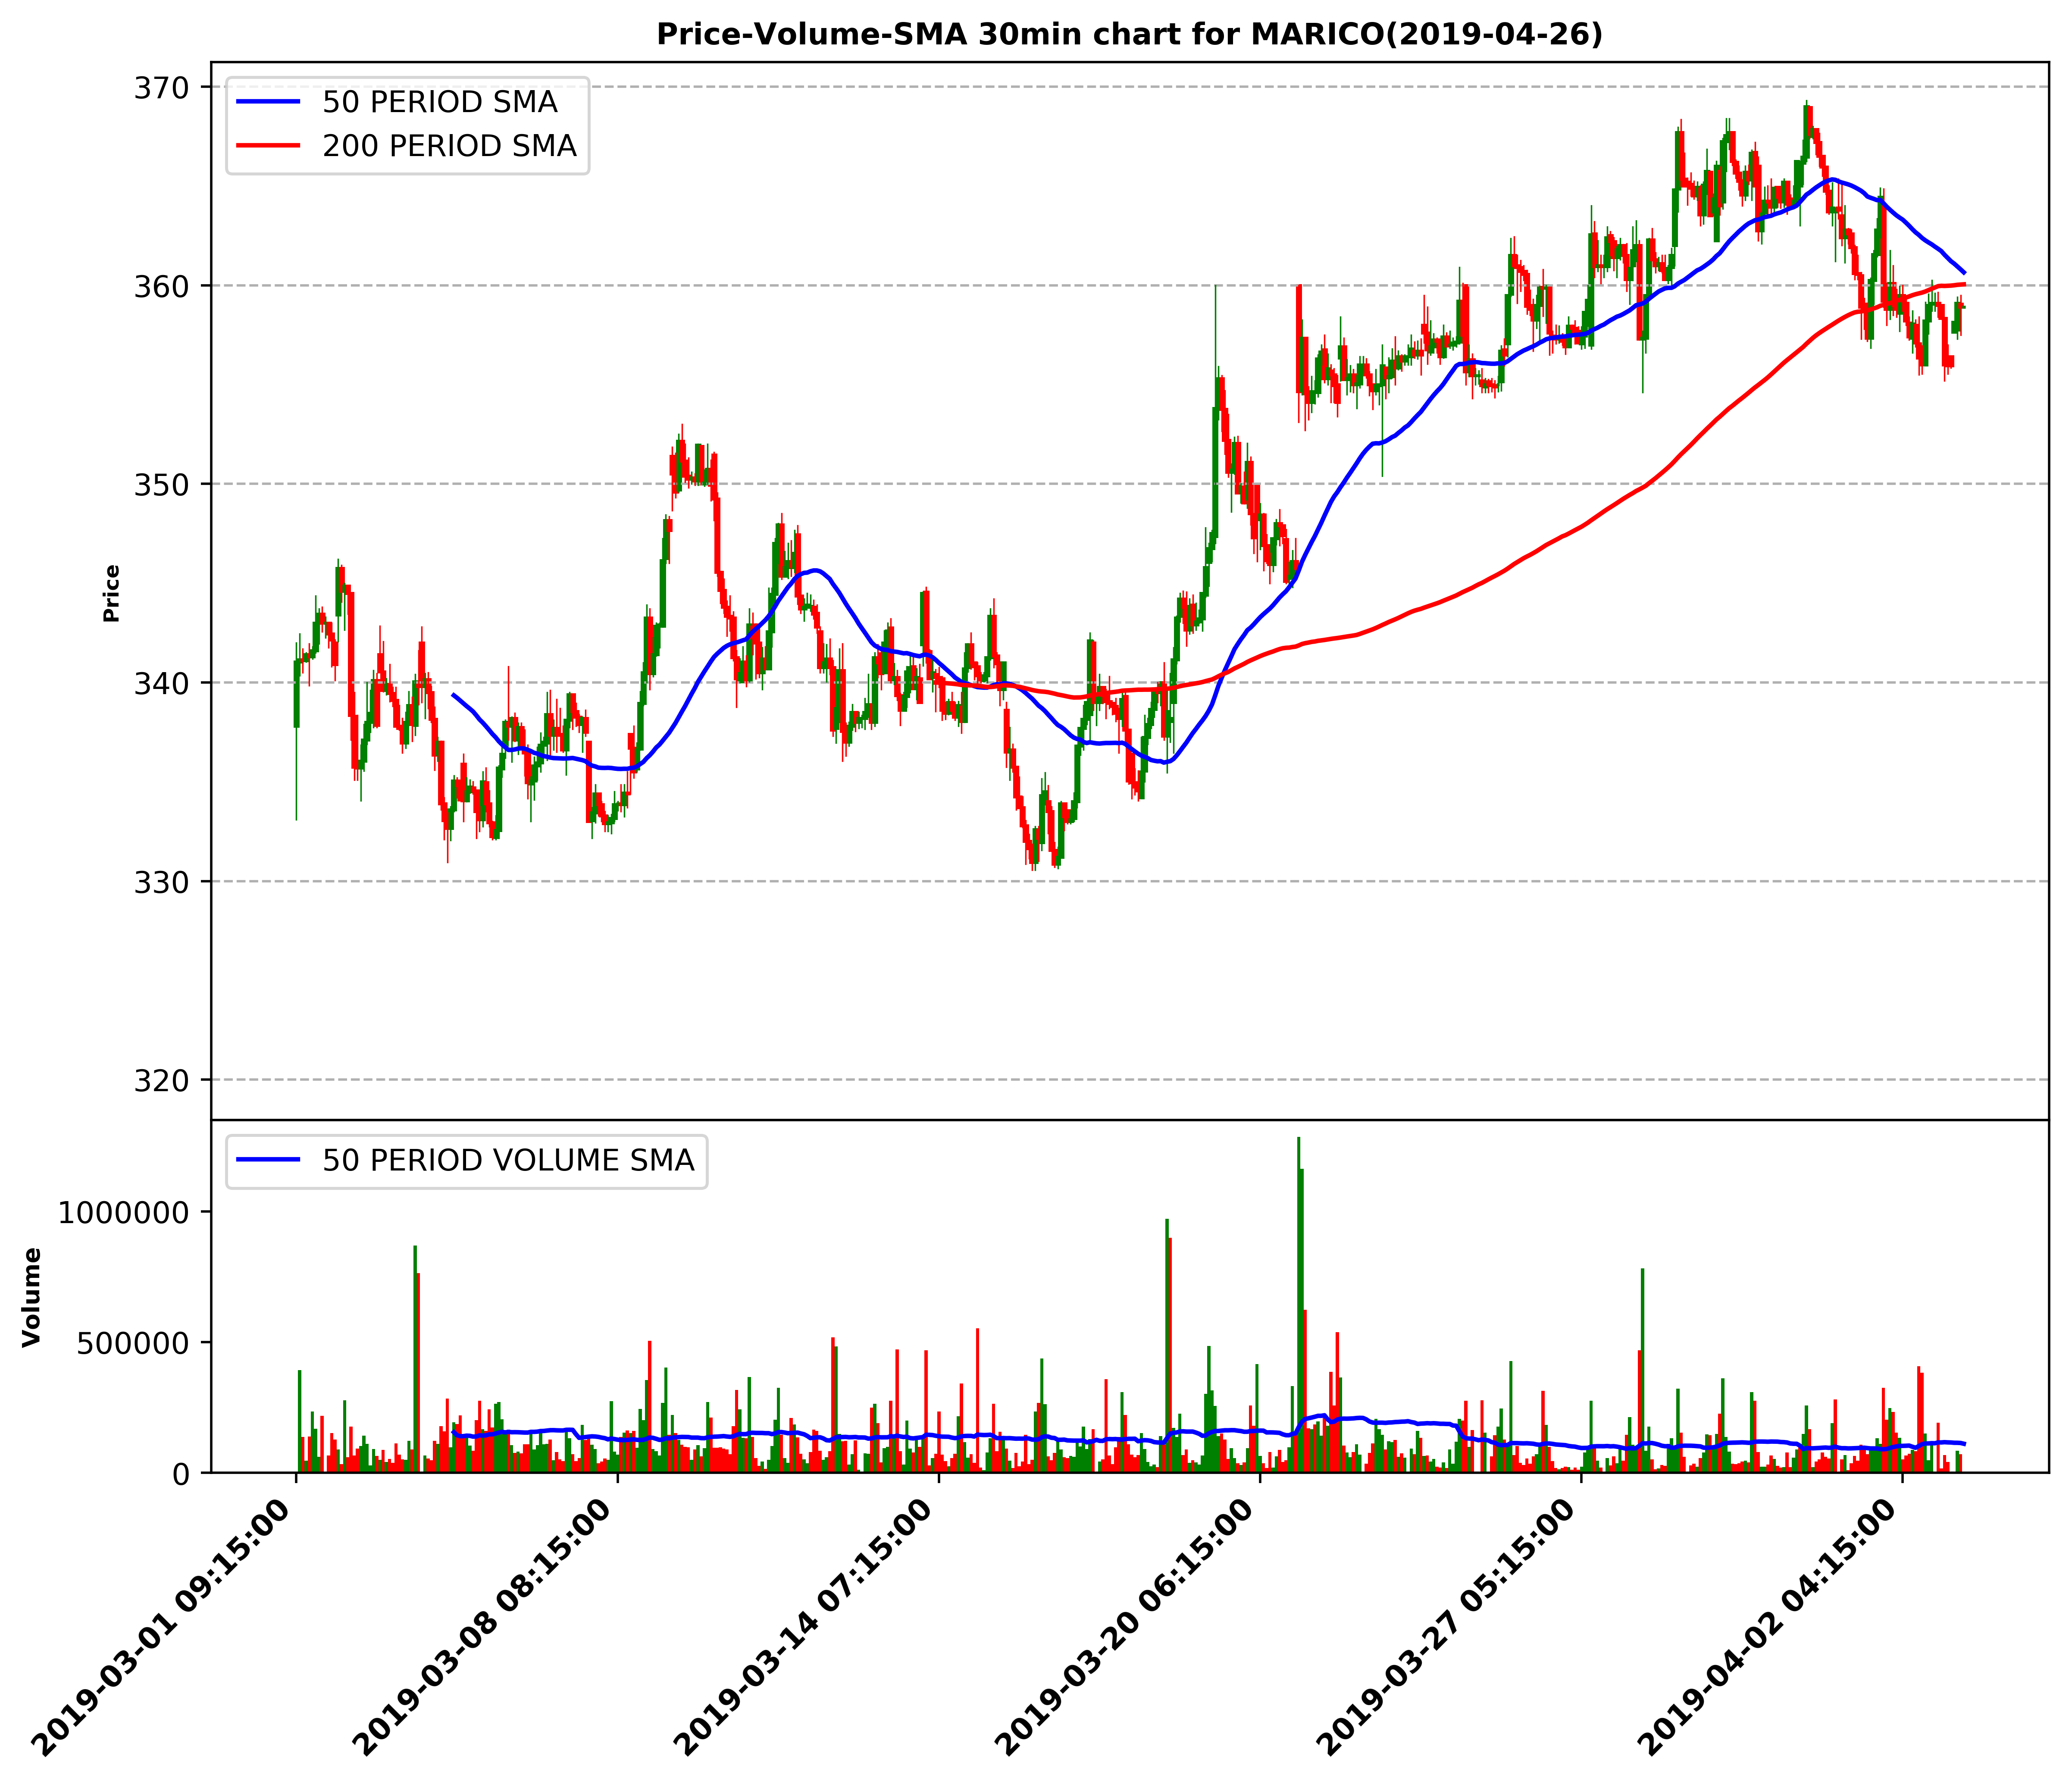 Price-Volume-SMA 30min chart for MARICO(2019-04-26)
50 PERIOD SMA
200 PERIOD SMA
370
360
350
340
330
320
Price
50 PERIOD VOLUME SMA
1000000
500000
0
Volume
2019-03-01 09:15:00
2019-03-08 08:15:00
2019-03-14 07:15:00
2019-03-20 06:15:00
2019-03-27 05:15:00
2019-04-02 04:15:00